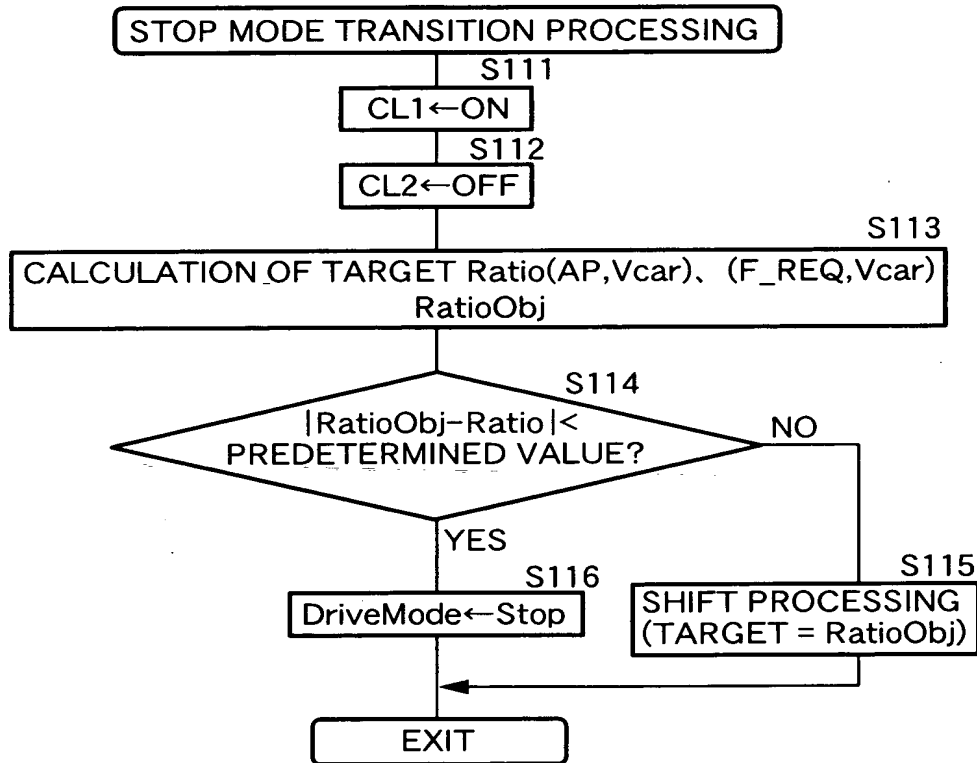 STOP MODE TRANSITION PROCESSING
S111
CL1←ON
S112
CL2←OFF
S113
CALCULATION OF TARGET Ratio(AP,Vcar)、(F_REQ,Vcar)
RatioObj
S114
|RatioObj-Ratio|<
PREDETERMINED VALUE?
NO
YES
S115
SHIFT PROCESSING
(TARGET = RatioObj)
S116
DriveMode←Stop
EXIT